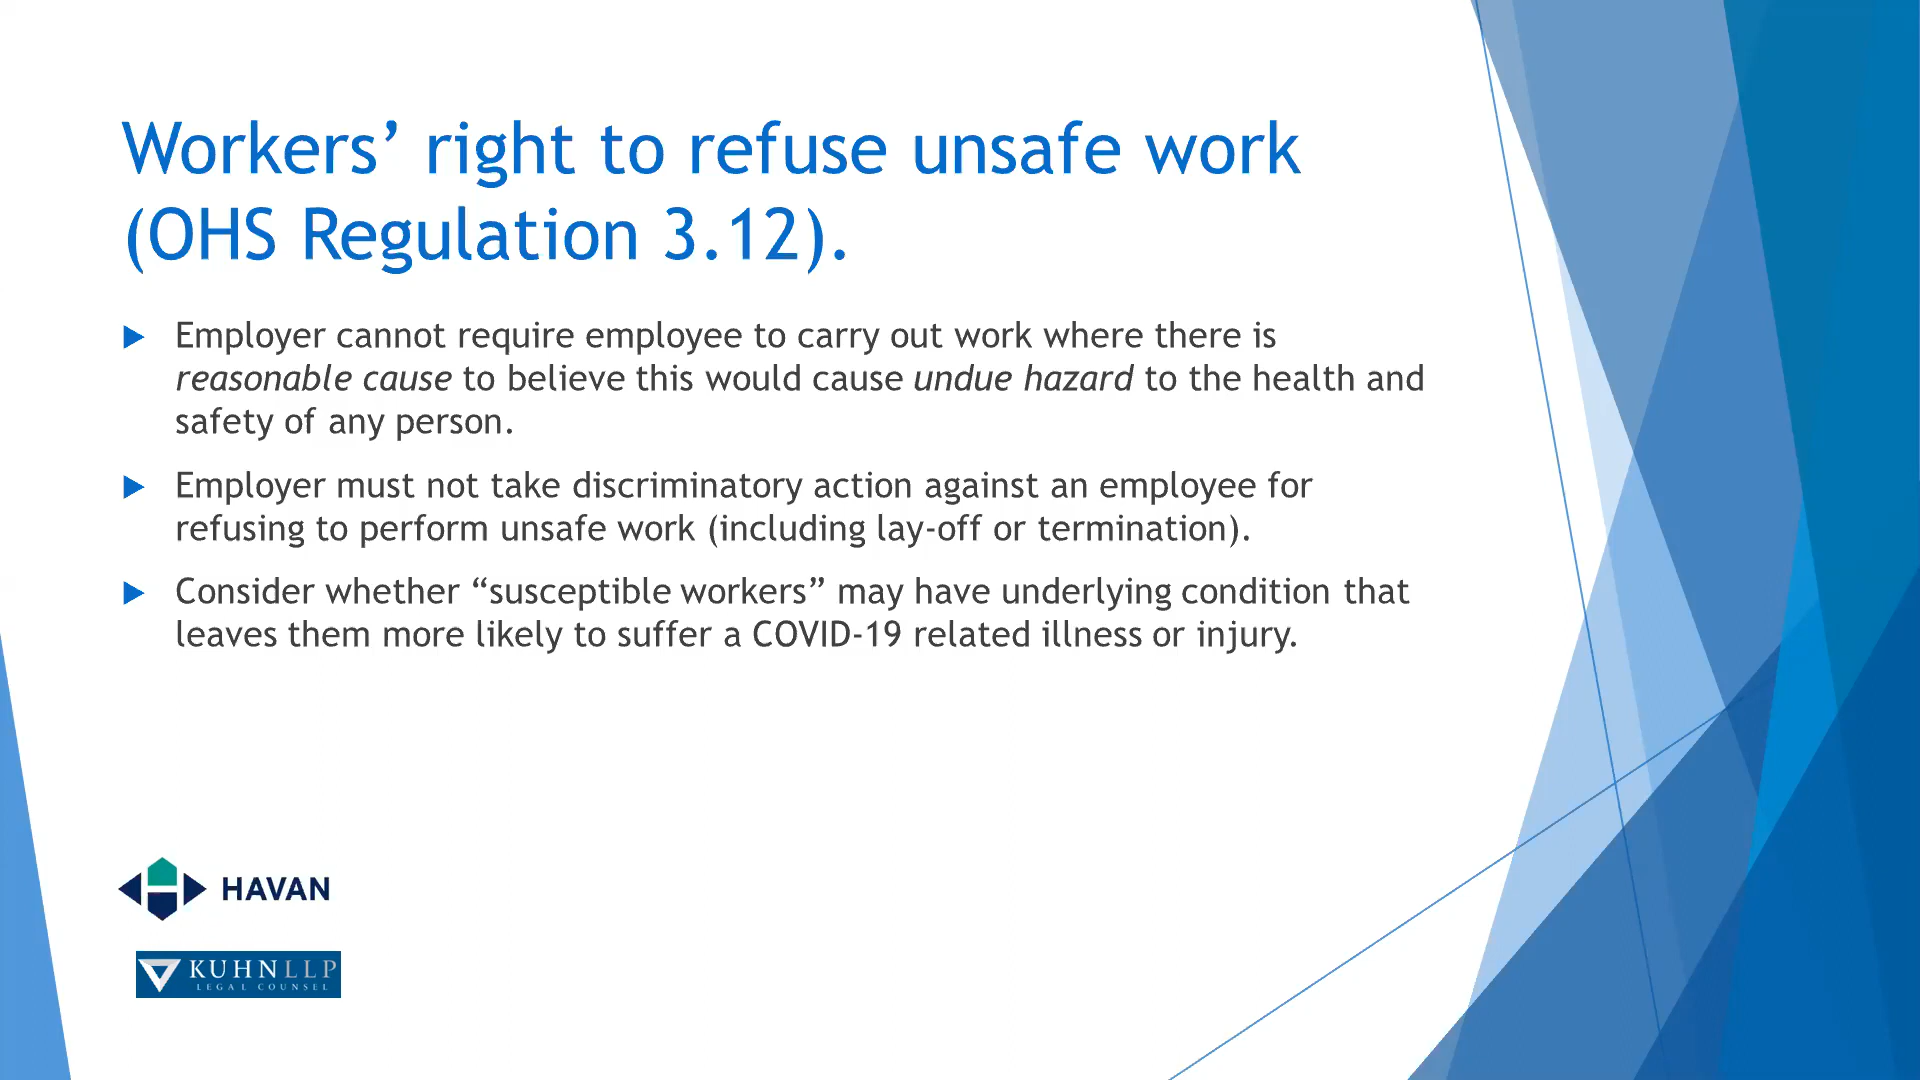 Workers’ right to refuse unsafe work
(OHS Regulation 3.12).
Employer cannot require employee to carry out work where there is
reasonable cause to believe this would cause undue hazard to the health and
safety of any person.
Employer must not take discriminatory action against an employee for
refusing to perform unsafe work (including lay-off or termination).
Consider whether “susceptible workers” may have underlying condition that
leaves them more likely to suffer a COVID-19 related illness or injury.
HAVAN
KUHN LLP
LEGAL COUNSEL